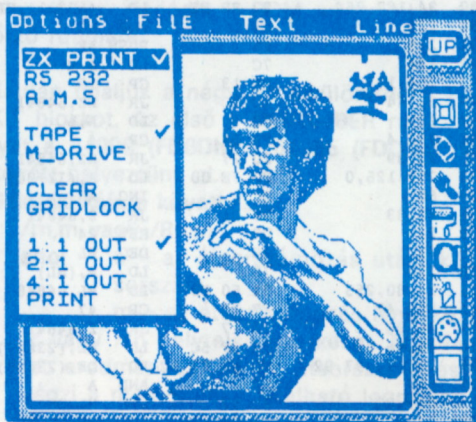 Options FilE Text Line
UP
ZX PRINT ✓
RS 232
A.M.S
TAPE ✓
M.DRIVE
CLEAR
GRIDLOCK
1:1 OUT ✓
2:1 OUT
4:1 OUT
PRINT